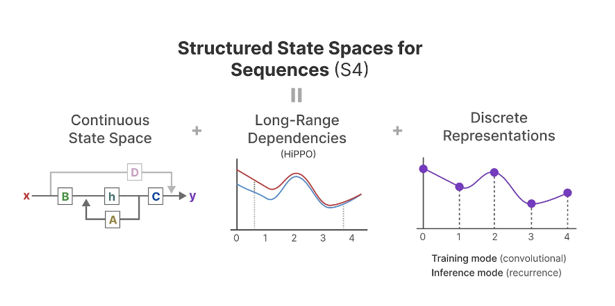 Structured State Spaces for
Sequences (S4)
=
Continuous
State Space
+
Long-Range
Dependencies
(HiPPO)
+
Discrete
Representations
D
x B h C y
A
0 1 2 3 4
0 1 2 3 4
Training mode (convolutional)
Inference mode (recurrence)